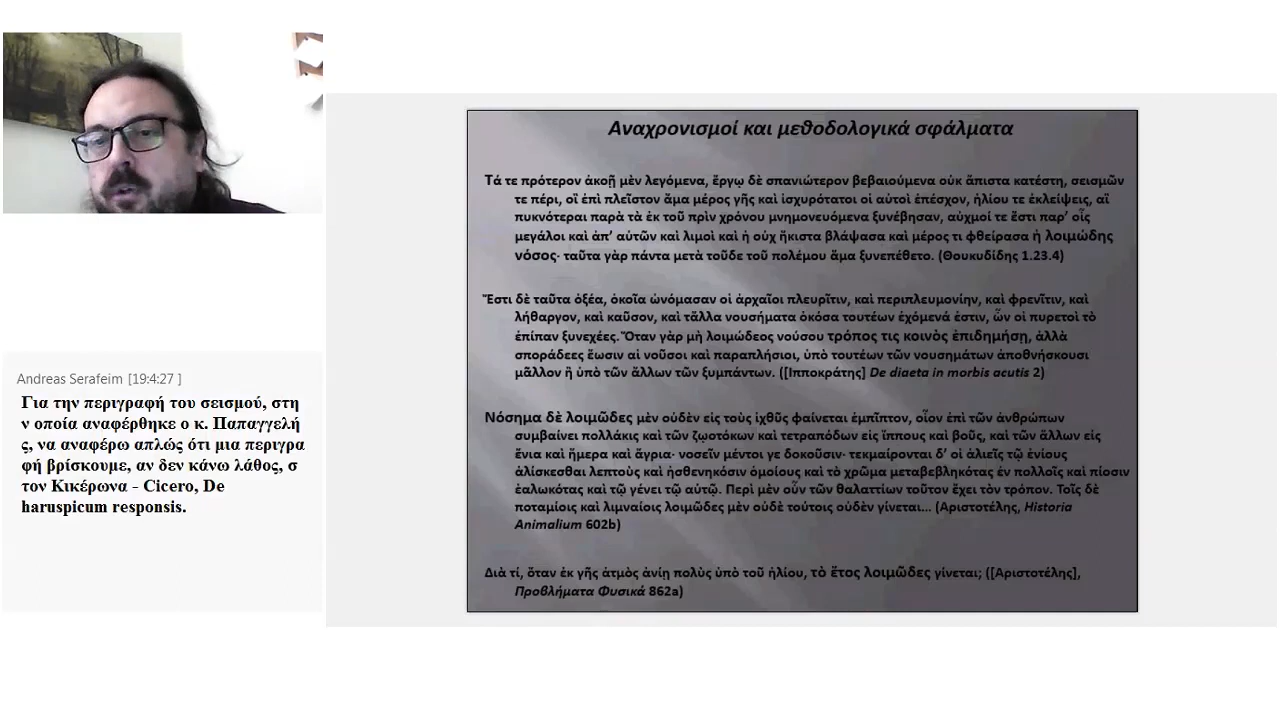 Andreas Serafeim [19:4:27 ]
Για την περιγραφή του σεισμού, στη
ν οποία αναφέρθηκε ο κ. Παπαγγελή
ς, να αναφέρω απλώς ότι μια περιγρα
φή βρίσκουμε, αν δεν κάνω λάθος, σ
τον Κικέρωνα - Cicero, De
haruspicum responsis.
Αναχρονισμοί και μεθοδολογικά σφάλματα
Τά τε πρότερον ἀκοῇ μὲν λεγόμενα, ἔργῳ δὲ σπανιώτερον βεβαιούμενα οὐκ ἄπιστα κατέστη, σεισμῶν
τε πέρι, οἳ ἐπὶ πλεῖστον ἅμα μέρος γῆς καὶ ἰσχυρότατοι οἱ αὐτοὶ ἐπέσχον, ἡλίου τε ἐκλείψεις, αἳ
πυκνότεραι παρὰ τὰ ἐκ τοῦ πρὶν χρόνου μνημονευόμενα ξυνέβησαν, αὐχμοί τε ἔστι παρ’ οἷς
μεγάλοι καὶ ἀπ’ αὐτῶν καὶ λιμοὶ καὶ ἡ οὐχ ἥκιστα βλάψασα καὶ μέρος τι φθείρασα ἡ λοιμώδης
νόσος· ταῦτα γὰρ πάντα μετὰ τοῦδε τοῦ πολέμου ἅμα ξυνεπέθετο. (Θουκυδίδης 1.23.4)
Ἔστι δὲ ταῦτα ὀξέα, ὁκοῖα ὠνόμασαν οἱ ἀρχαῖοι πλευρῖτιν, καὶ περιπλευμονίην, καὶ φρενῖτιν, καὶ
λήθαργον, καὶ καῦσον, καὶ τἄλλα νουσήματα ὁκόσα τουτέων ἐχόμενά ἐστιν, ὧν οἱ πυρετοὶ τὸ
ἐπίπαν ξυνεχέες. Ὅταν γὰρ μὴ λοιμώδεος νούσου τρόπος τις κοινὸς ἐπιδημήσῃ, ἀλλὰ
σποράδεες ἔωσιν αἱ νοῦσοι καὶ παραπλήσιοι, ὑπὸ τουτέων τῶν νουσημάτων ἀποθνήσκουσι
μᾶλλον ἢ ὑπὸ τῶν ἄλλων τῶν ξυμπάντων. ([Ιπποκράτης] De diaeta in morbis acutis 2)
Νόσημα δὲ λοιμῶδες μὲν οὐδὲν εἰς τοὺς ἰχθῦς φαίνεται ἐμπῖπτον, οἷον ἐπὶ τῶν ἀνθρώπων
συμβαίνει πολλάκις καὶ τῶν ζῳοτόκων καὶ τετραπόδων εἰς ἵππους καὶ βοῦς, καὶ τῶν ἄλλων εἰς
ἔνια καὶ ἥμερα καὶ ἄγρια· νοσεῖν μέντοι γε δοκοῦσιν· τεκμαίρονται δ’ οἱ ἁλιεῖς τῷ ἐνίους
ἁλίσκεσθαι λεπτοὺς καὶ ἠσθενηκόσιν ὁμοίους καὶ τὸ χρῶμα μεταβεβληκότας ἐν πολλοῖς καὶ πίοσιν
ἑαλωκότας καὶ τῷ γένει τῷ αὐτῷ. Περὶ μὲν οὖν τῶν θαλαττίων τοῦτον ἔχει τὸν τρόπον. Τοῖς δὲ
ποταμίοις καὶ λιμναίοις λοιμῶδες μὲν οὐδὲ τούτοις οὐδὲν γίνεται... (Αριστοτέλης, Historia
Animalium 602b)
Διὰ τί, ὅταν ἐκ γῆς ἀτμὸς ἀνίῃ πολὺς ὑπὸ τοῦ ἡλίου, τὸ ἔτος λοιμῶδες γίνεται; ([Αριστοτέλης],
Προβλήματα Φυσικά 862a)